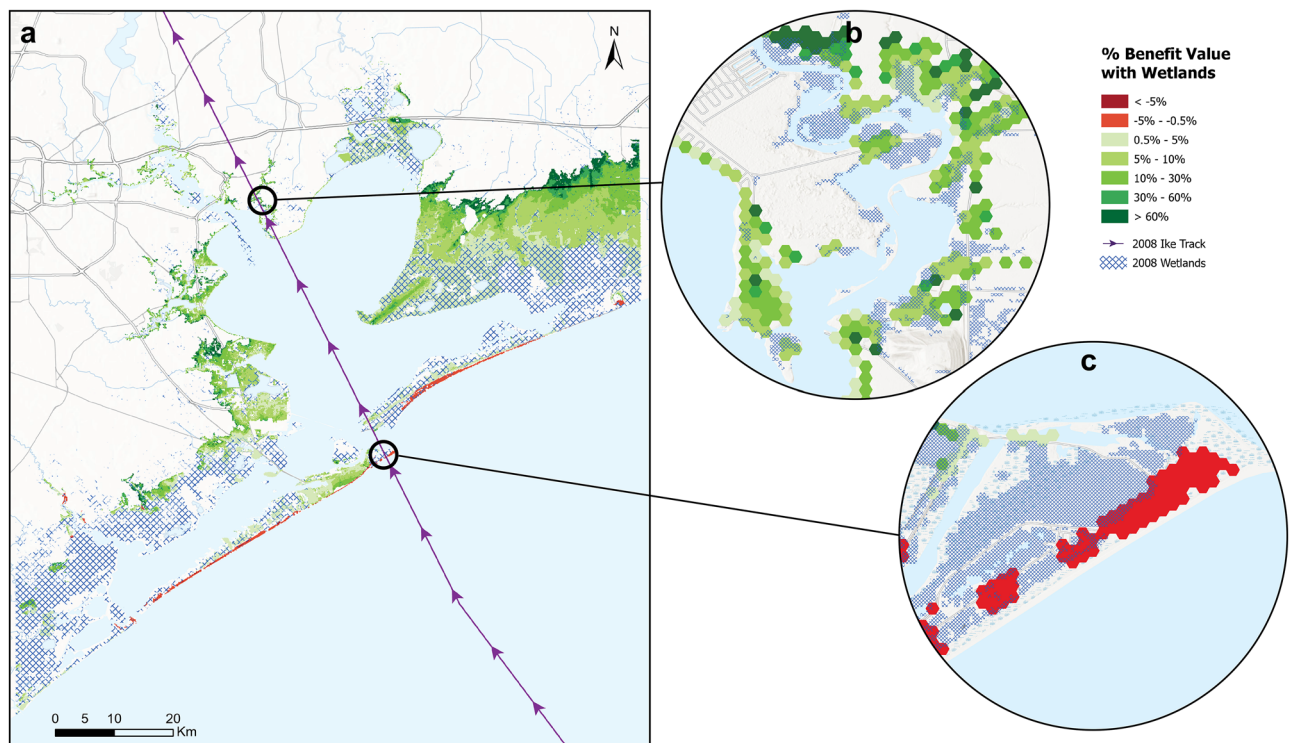 a
N
b
% Benefit Value
with Wetlands
< -5%
-5% - -0.5%
0.5% - 5%
5% - 10%
10% - 30%
30% - 60%
> 60%
2008 Ike Track
2008 Wetlands
c
0 5 10 20
Km